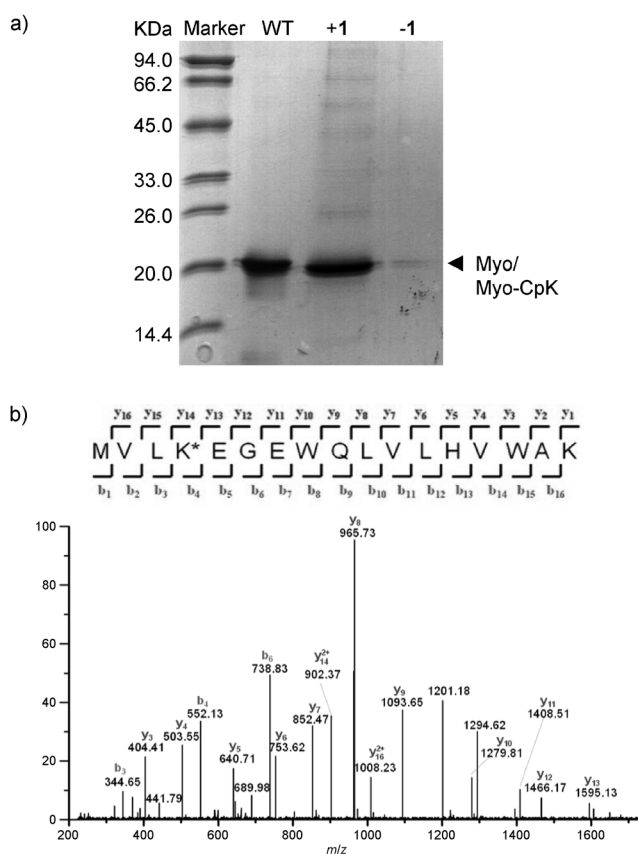 a)
KDa Marker WT +1 -1
94.0
66.2
45.0
33.0
26.0
20.0
14.4
Myo/
Myo-CpK
b)
y16 y15 y14 y13 y12 y11 y10 y9 y8 y7 y6 y5 y4 y3 y2 y1
M V L K* E G E W Q L V L H V W A K
b1 b2 b3 b4 b5 b6 b7 b8 b9 b10 b11 b12 b13 b14 b15 b16
100
80
60
40
20
0
y8
965.73
b6
738.83
y14 2+
902.37
b4
552.13
y7
852.47
y9
1093.65
1201.18
y11
1408.51
1294.62
y10
1279.81
y3
404.41
y4
503.55
y6
753.62
y5
640.71
y16 2+
1008.23
b3
344.65
441.79
689.98
y12
1466.17
y13
1595.13
200 400 600 800 1000 1200 1400 1600
m/z